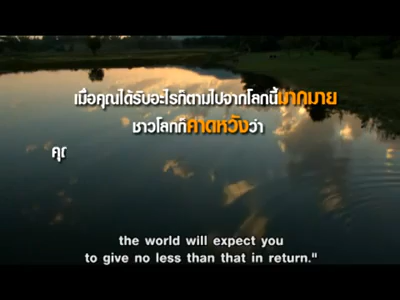 เมื่อคุณได้รับอะไรก็ตามไปจากโลกนี้มากมาย
ชาวโลกก็คาดหวังว่า
คุณ
the world will expect you
to give no less than that in return."